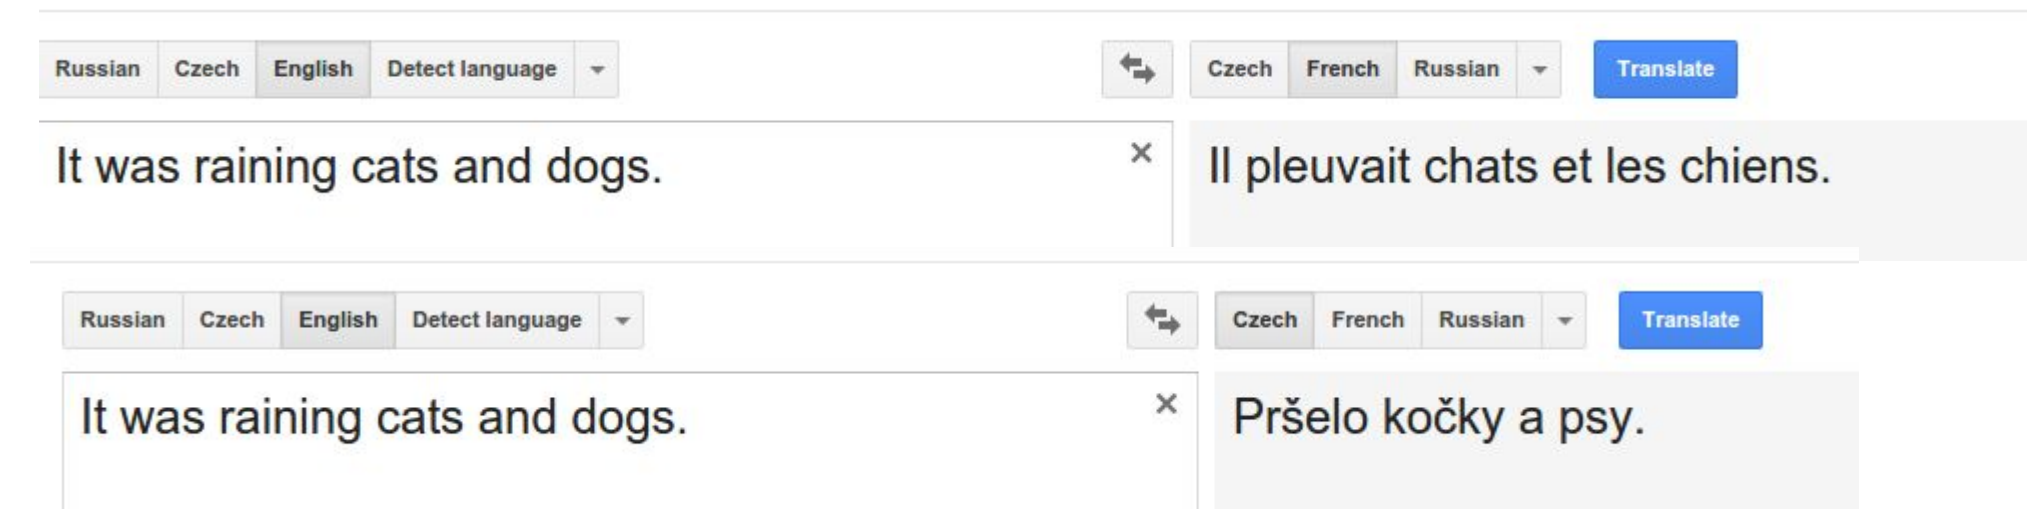 Russian Czech English Detect language Czech French Russian Translate
It was raining cats and dogs. Il pleuvait chats et les chiens.
Russian Czech English Detect language Czech French Russian Translate
It was raining cats and dogs. Pršelo kočky a psy.